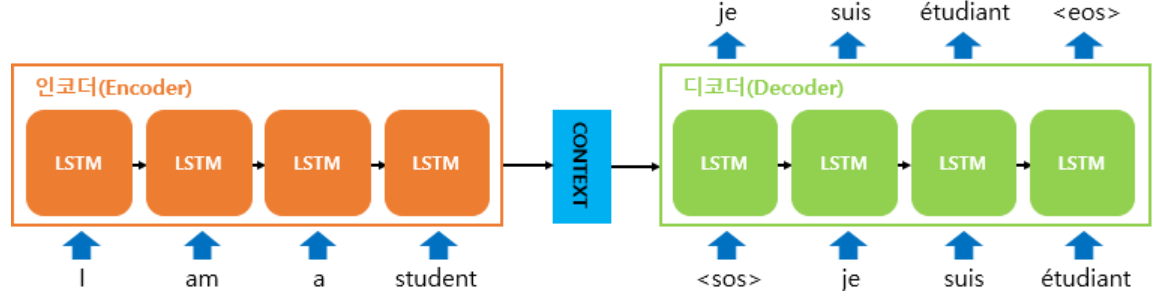 je suis étudiant <eos>
인코더(Encoder)
디코더(Decoder)
LSTM LSTM LSTM LSTM
CONTEXT
LSTM LSTM LSTM LSTM
I am a student
<sos> je suis étudiant